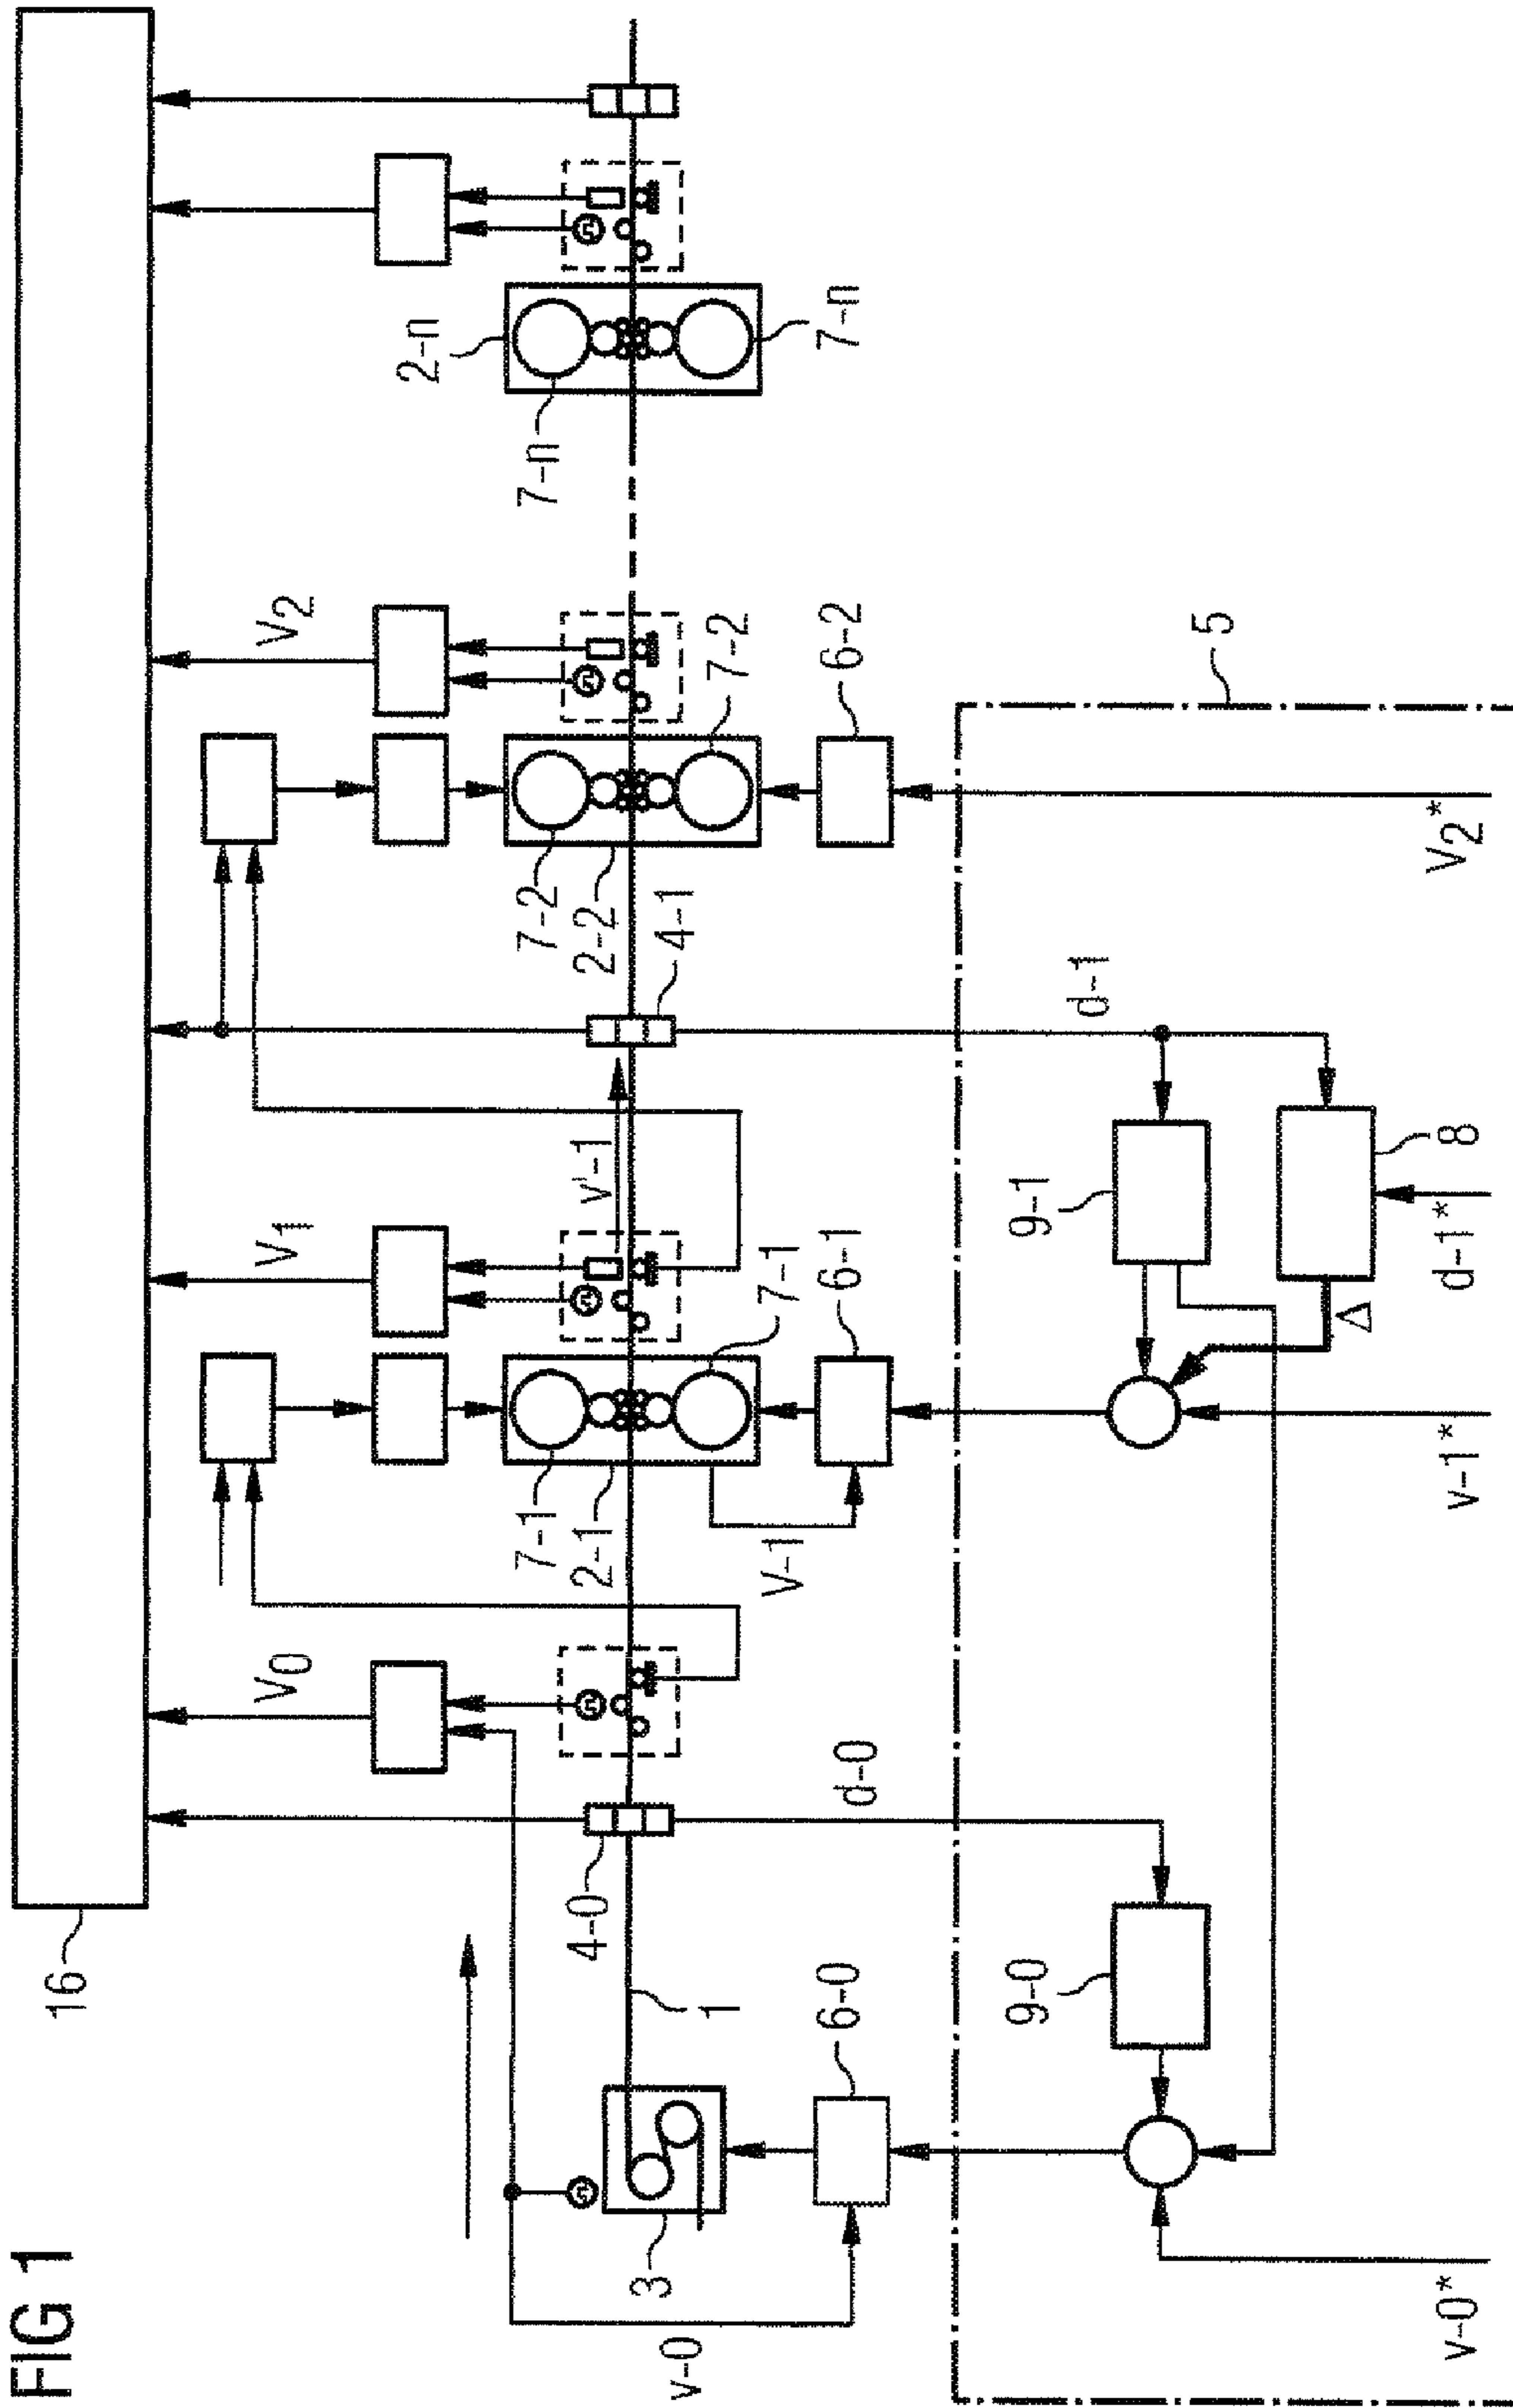 FIG 1
16
V0
V1
V2
v-0
3
1
4-0
d-0
7-1
2-1
V-1
7-1
v'-1
4-1
7-2
2-2
7-2
7-n
2-n
7-n
6-0
6-1
6-2
5
9-0
9-1
d-1
8
Δ
v-0*
v-1*
d-1*
V2*